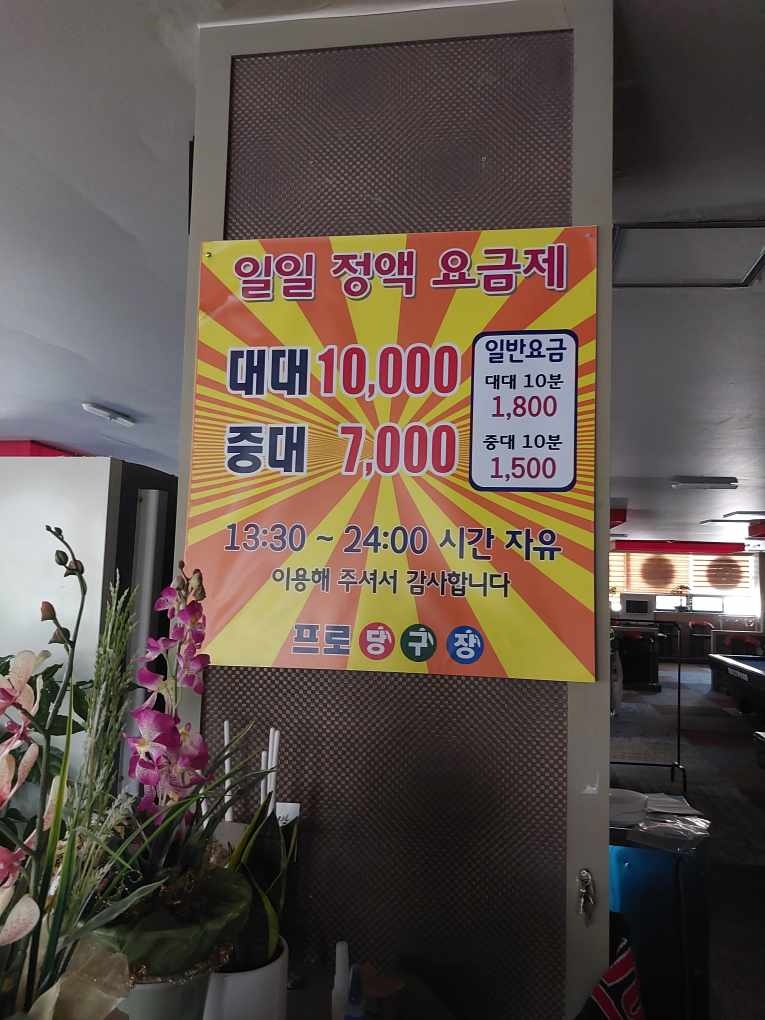 일일 정액 요금제
대대 10,000
중대 7,000
일반요금
대대 10분
1,800
중대 10분
1,500
13:30 ~ 24:00 시간 자유
이용해 주셔서 감사합니다
프로 당구장